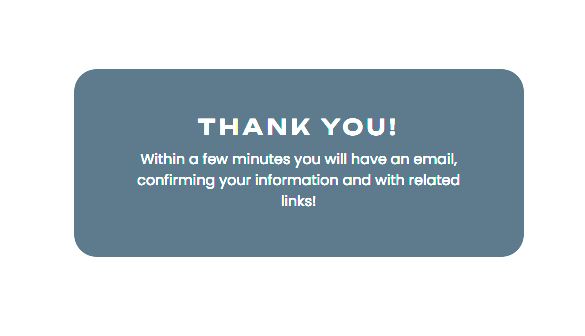 THANK YOU!
Within a few minutes you will have an email,
confirming your information and with related
links!